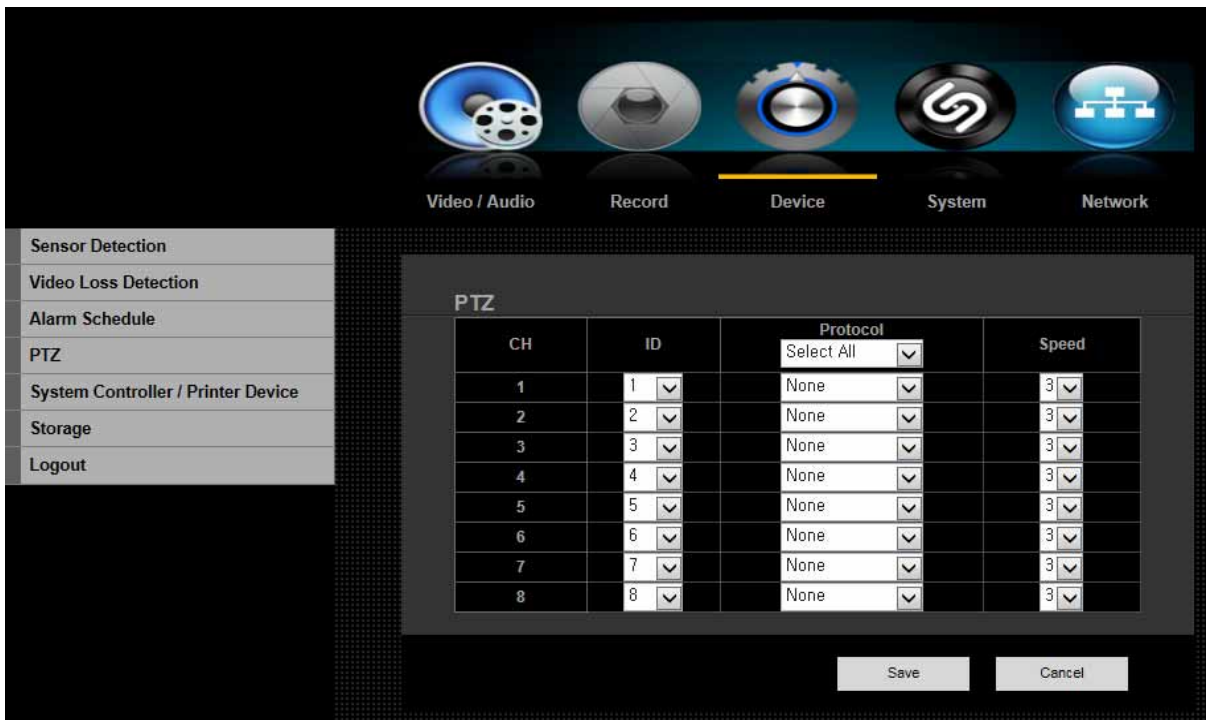 Video / Audio Record Device System Network
Sensor Detection
Video Loss Detection
Alarm Schedule
PTZ
System Controller / Printer Device
Storage
Logout
PTZ
CH ID Protocol Speed
Select All
1 1 None 3
2 2 None 3
3 3 None 3
4 4 None 3
5 5 None 3
6 6 None 3
7 7 None 3
8 8 None 3
Save Cancel